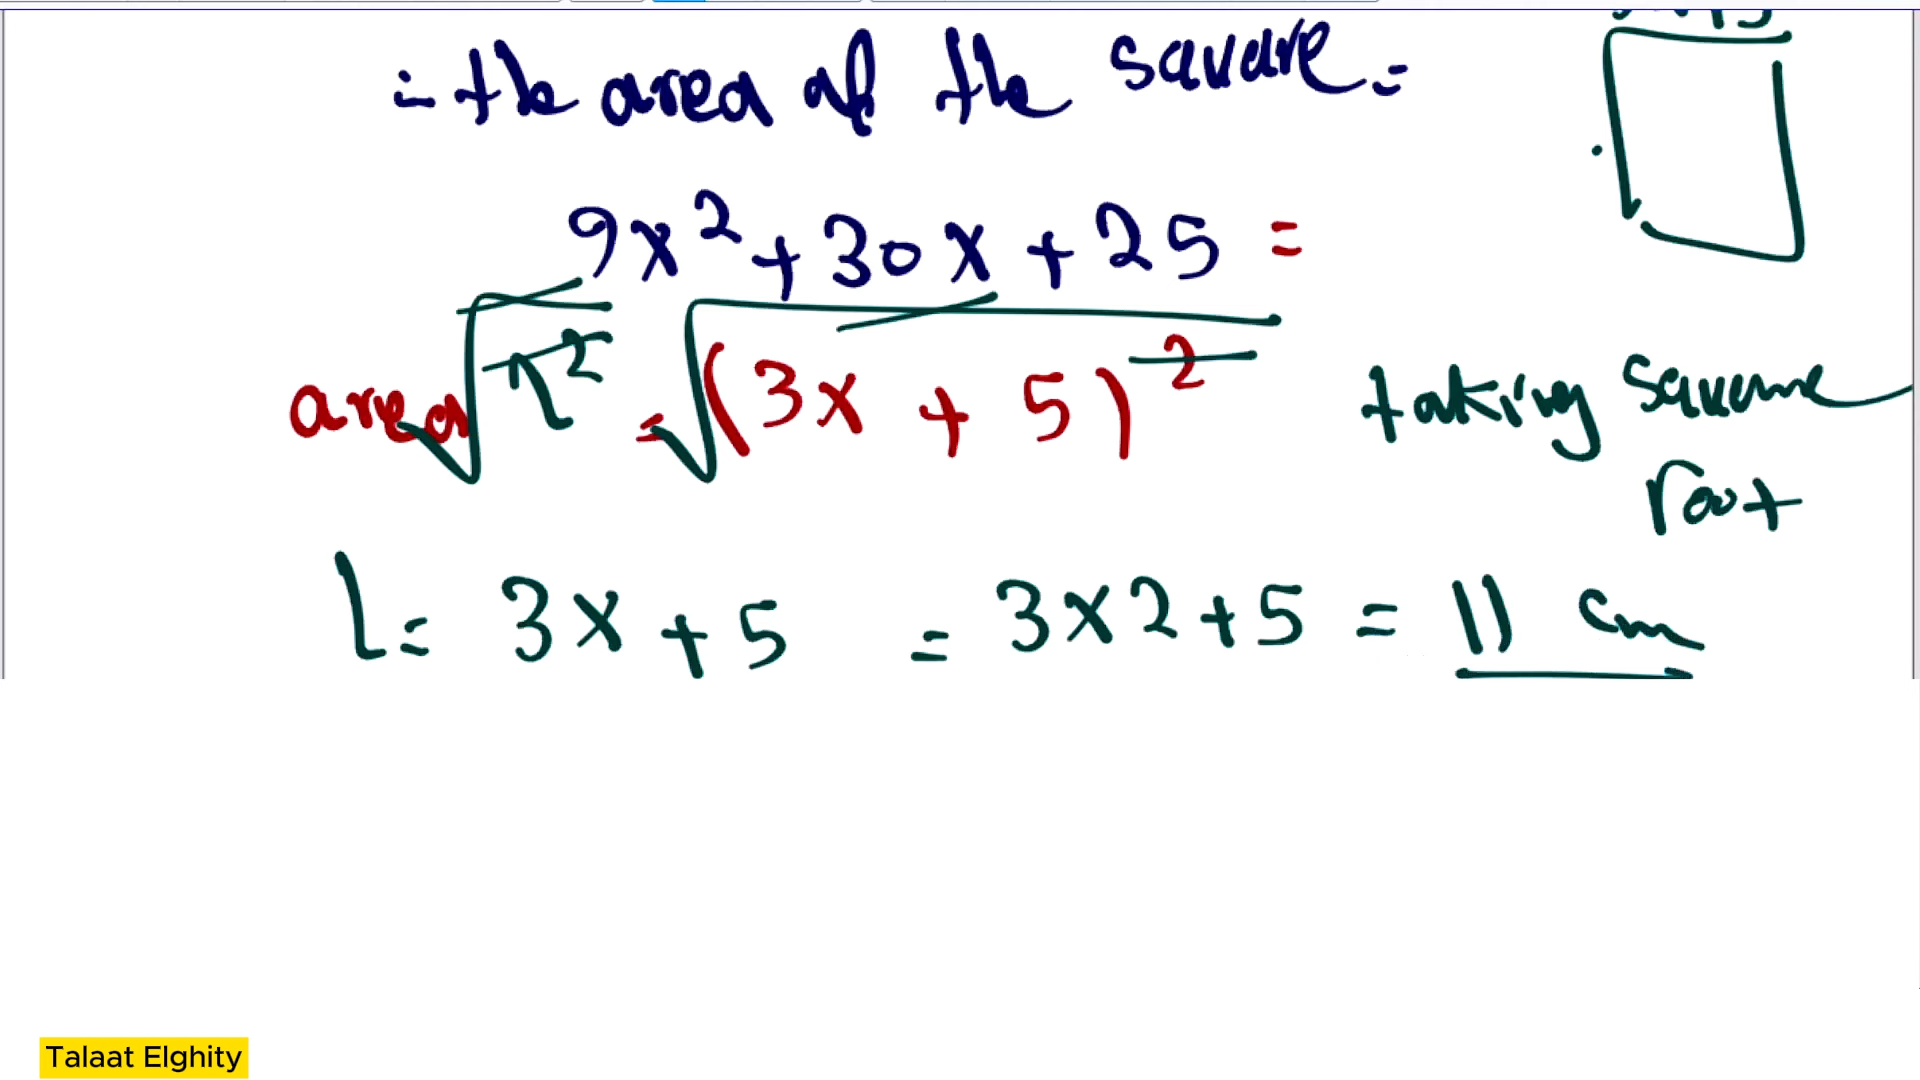 ∴ the area of the square =
9x² + 30x + 25 =
area √l² = √(3x + 5)²
taking square
root
l = 3x + 5 = 3 × 2 + 5 = 11 cm
Talaat Elghity